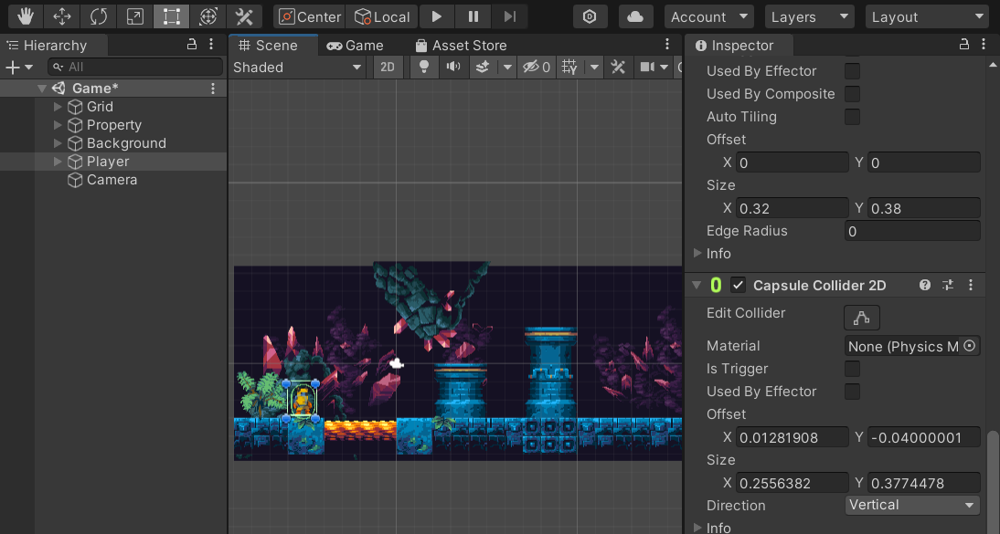 Center Local Account Layers Layout
Hierarchy
All
Game*
Grid
Property
Background
Player
Camera
Scene Game Asset Store
Shaded 2D 0
Inspector
Used By Effector
Used By Composite
Auto Tiling
Offset
X 0 Y 0
Size
X 0.32 Y 0.38
Edge Radius 0
Info
Capsule Collider 2D
Edit Collider
Material None (Physics M
Is Trigger
Used By Effector
Offset
X 0.01281908 Y -0.04000001
Size
X 0.2556382 Y 0.3774478
Direction Vertical
Info